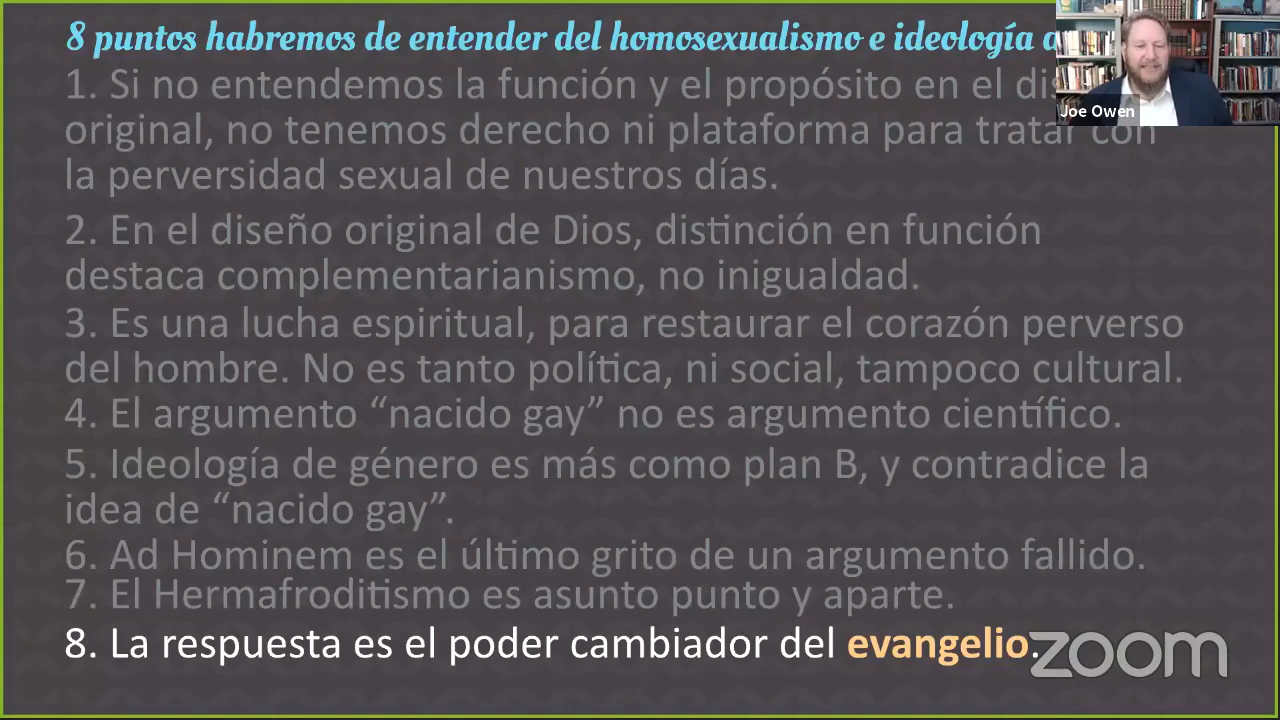 8 puntos habremos de entender del homosexualismo e ideología
Joe Owen
1. Si no entendemos la función y el propósito en el
original, no tenemos derecho ni plataforma para tratar con
la perversidad sexual de nuestros días.
2. En el diseño original de Dios, distinción en función
destaca complementarianismo, no inigualdad.
3. Es una lucha espiritual, para restaurar el corazón perverso
del hombre. No es tanto política, ni social, tampoco cultural.
4. El argumento “nacido gay” no es argumento científico.
5. Ideología de género es más como plan B, y contradice la
idea de “nacido gay”.
6. Ad Hominem es el último grito de un argumento fallido.
7. El Hermafroditismo es asunto punto y aparte.
8. La respuesta es el poder cambiador del evangelio.
zoom